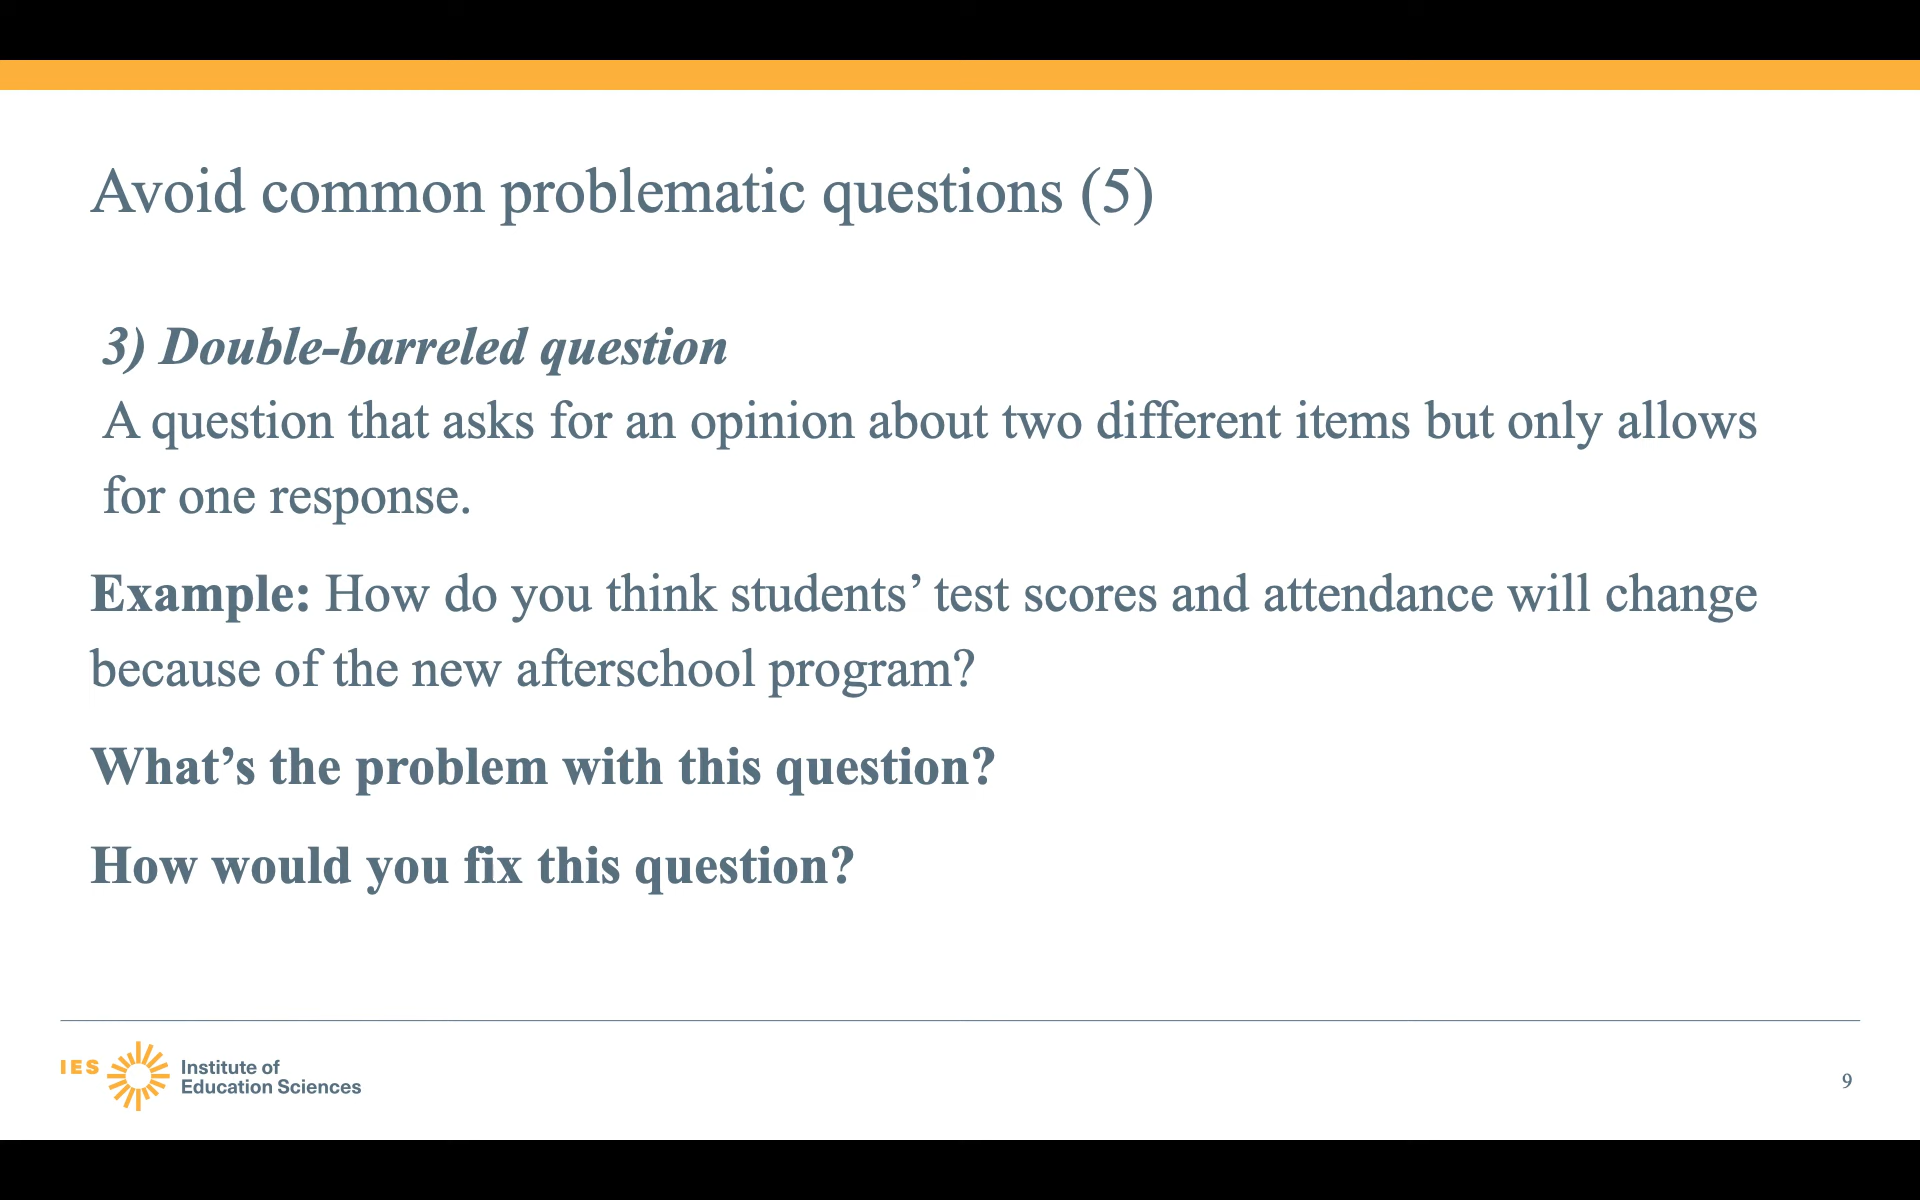 Avoid common problematic questions (5)
3) Double-barreled question
A question that asks for an opinion about two different items but only allows
for one response.
Example: How do you think students’ test scores and attendance will change
because of the new afterschool program?
What’s the problem with this question?
How would you fix this question?
IES
Institute of
Education Sciences
9